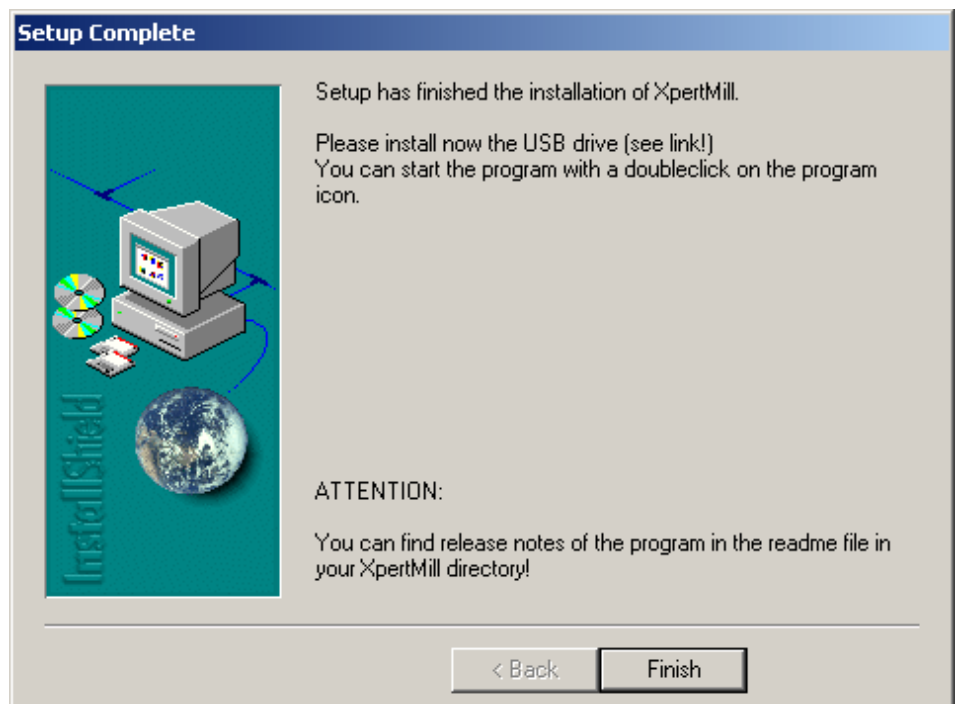 Setup Complete
Setup has finished the installation of XpertMill.
Please install now the USB drive (see link!)
You can start the program with a doubleclick on the program
icon.
InstallShield
ATTENTION:
You can find release notes of the program in the readme file in
your XpertMill directory!
< Back
Finish